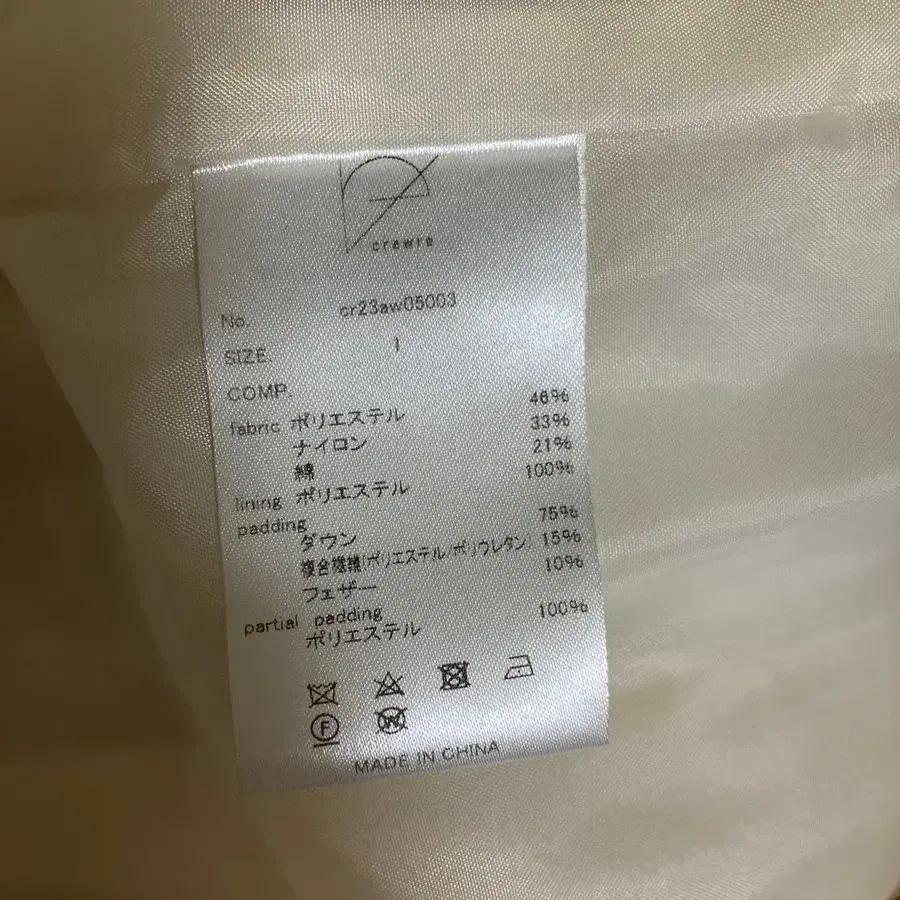 crewre
No. cr23aw05003
SIZE. 1
COMP.
fabric ポリエステル 46%
ナイロン 33%
綿 21%
lining ポリエステル 100%
padding
ダウン 75%
複合繊維(ポリエステル/ポリウレタン 15%
フェザー 10%
partial padding
ポリエステル 100%
F W
MADE IN CHINA